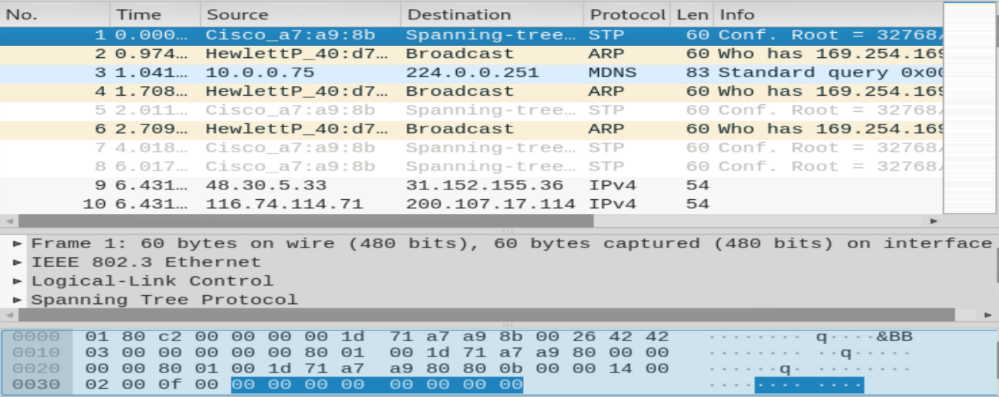 No. Time Source Destination Protocol Len Info
1 0.000… Cisco_a7:a9:8b Spanning-tree… STP 60 Conf. Root = 32768/
2 0.974… HewlettP_40:d7… Broadcast ARP 60 Who has 169.254.169
3 1.041… 10.0.0.75 224.0.0.251 MDNS 83 Standard query 0x00
4 1.708… HewlettP_40:d7… Broadcast ARP 60 Who has 169.254.169
5 2.011… Cisco_a7:a9:8b Spanning-tree… STP 60 Conf. Root = 32768/
6 2.709… HewlettP_40:d7… Broadcast ARP 60 Who has 169.254.169
7 4.018… Cisco_a7:a9:8b Spanning-tree… STP 60 Conf. Root = 32768/
8 6.017… Cisco_a7:a9:8b Spanning-tree… STP 60 Conf. Root = 32768/
9 6.431… 48.30.5.33 31.152.155.36 IPv4 54
10 6.431… 116.74.114.71 200.107.17.114 IPv4 54
Frame 1: 60 bytes on wire (480 bits), 60 bytes captured (480 bits) on interface
IEEE 802.3 Ethernet
Logical-Link Control
Spanning Tree Protocol
0000 01 80 c2 00 00 00 00 1d 71 a7 a9 8b 00 26 42 42 ········ q····&BB
0010 03 00 00 00 00 00 80 01 00 1d 71 a7 a9 80 00 00 ········ ··q·····
0020 00 00 80 01 00 1d 71 a7 a9 80 80 0b 00 00 14 00 ······q· ········
0030 02 00 0f 00 00 00 00 00 00 00 00 00 ········ ····